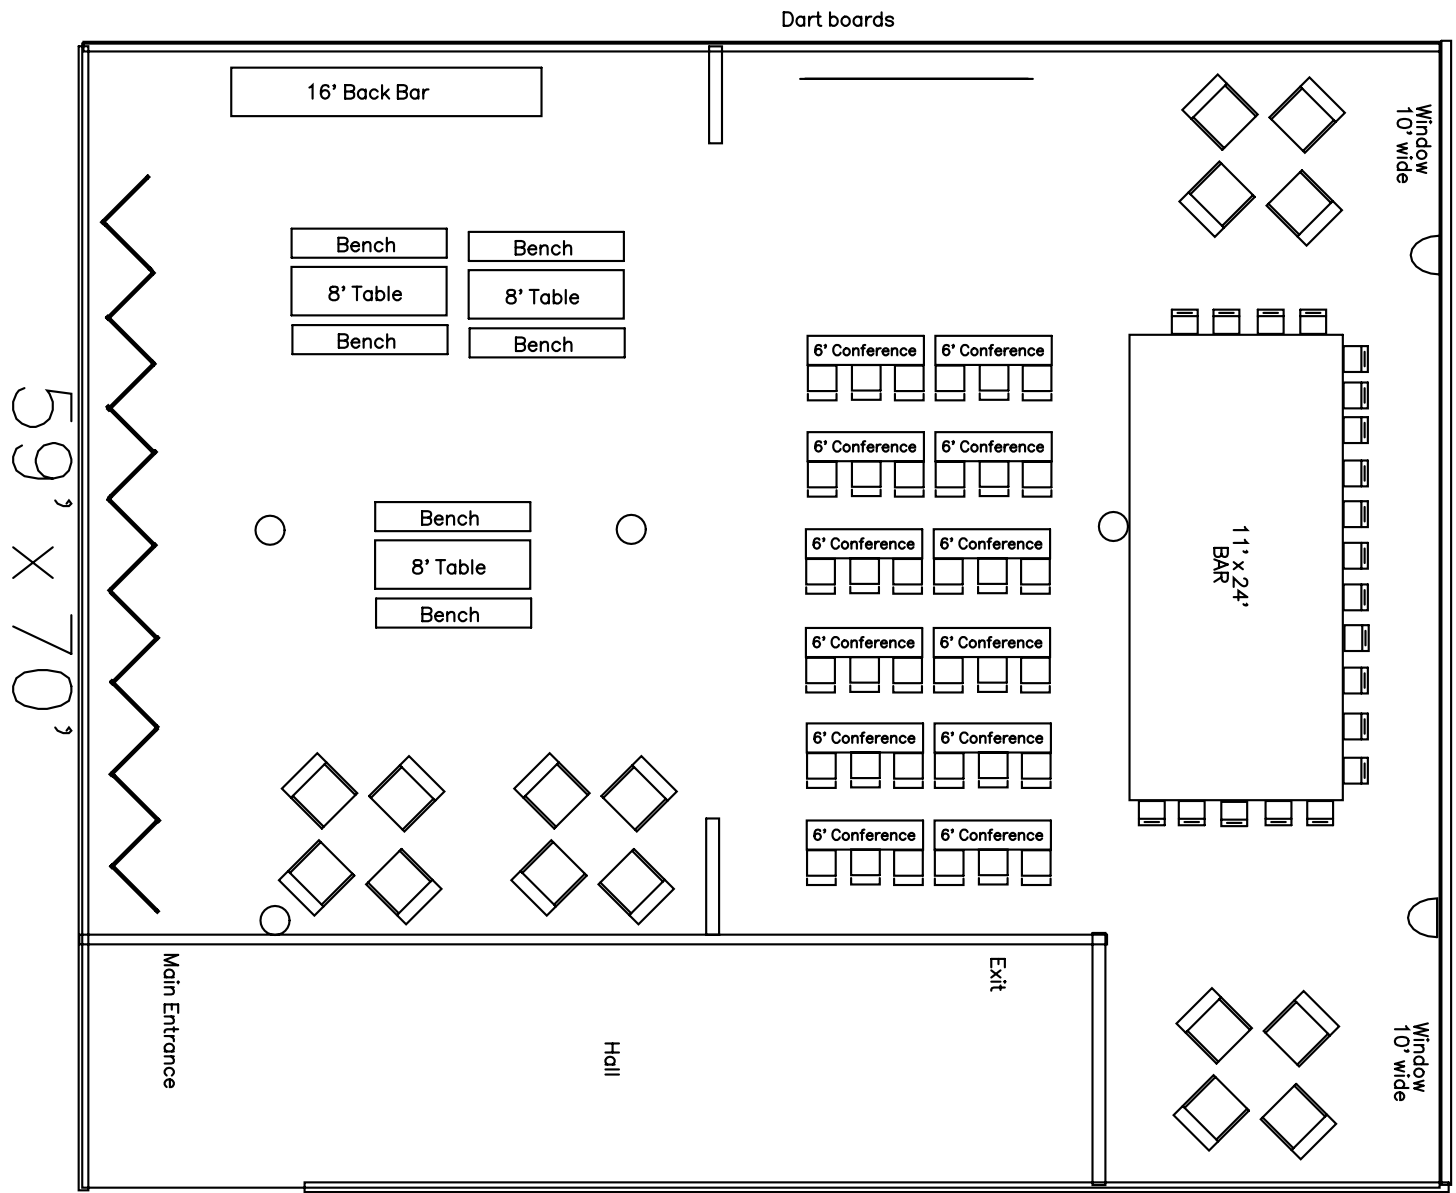 Dart boards
16' Back Bar
Window
10' wide
Bench
Bench
8' Table
8' Table
Bench
Bench
6' Conference
6' Conference
59' x 70'
6' Conference
6' Conference
Bench
8' Table
Bench
11' x 24'
BAR
6' Conference
6' Conference
6' Conference
6' Conference
6' Conference
6' Conference
6' Conference
6' Conference
Main Entrance
Exit
Hall
Window
10' wide